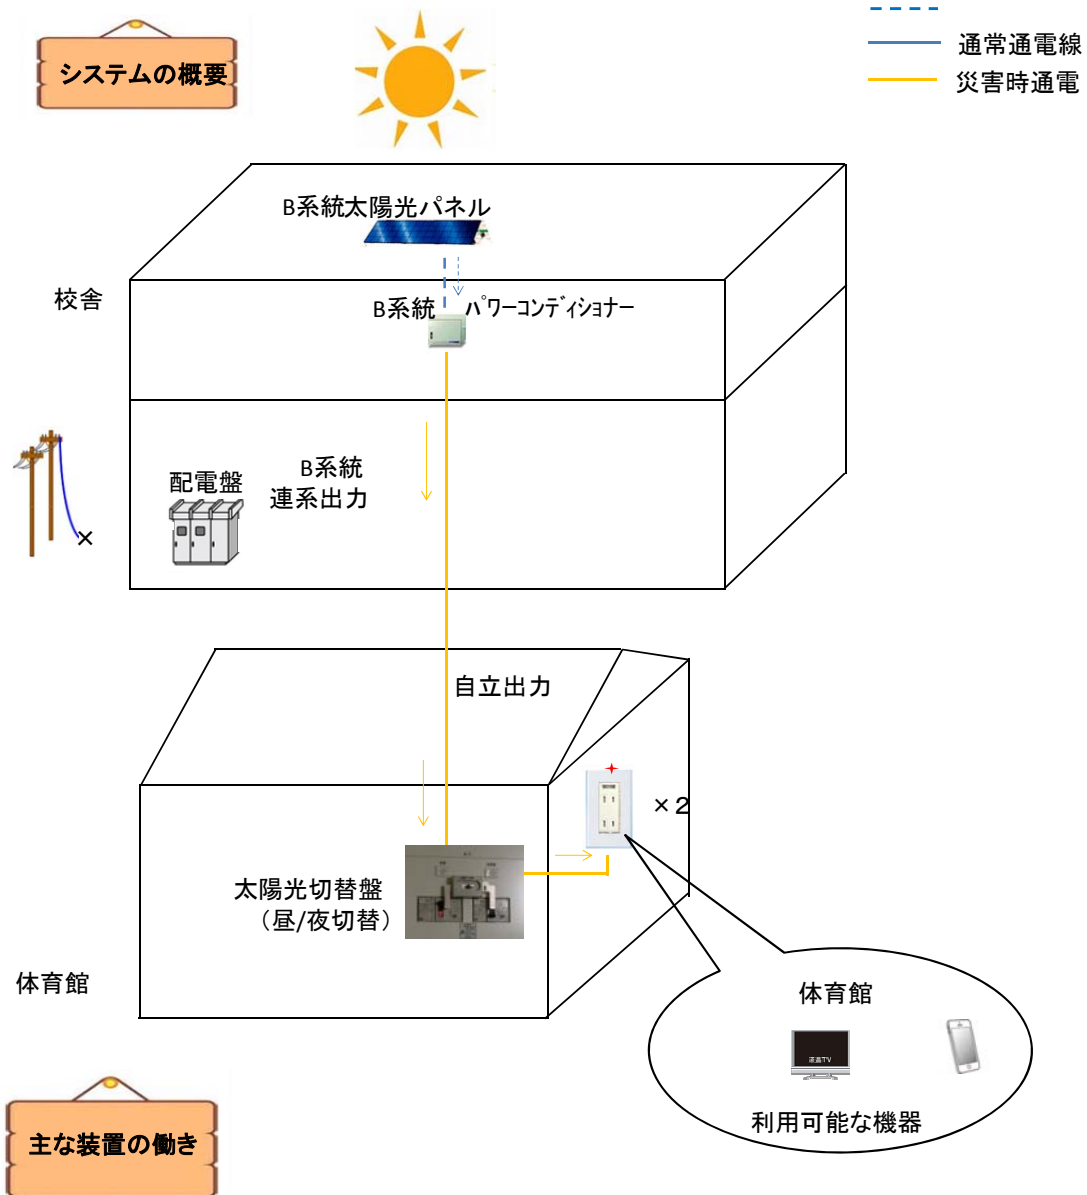 システムの概要
通常通電線
災害時通電
B系統太陽光パネル
校舎
B系統 パワーコンディショナー
B系統
連系出力
配電盤
×
自立出力
×2
太陽光切替盤
（昼/夜切替）
体育館
体育館
液晶TV
利用可能な機器
主な装置の働き